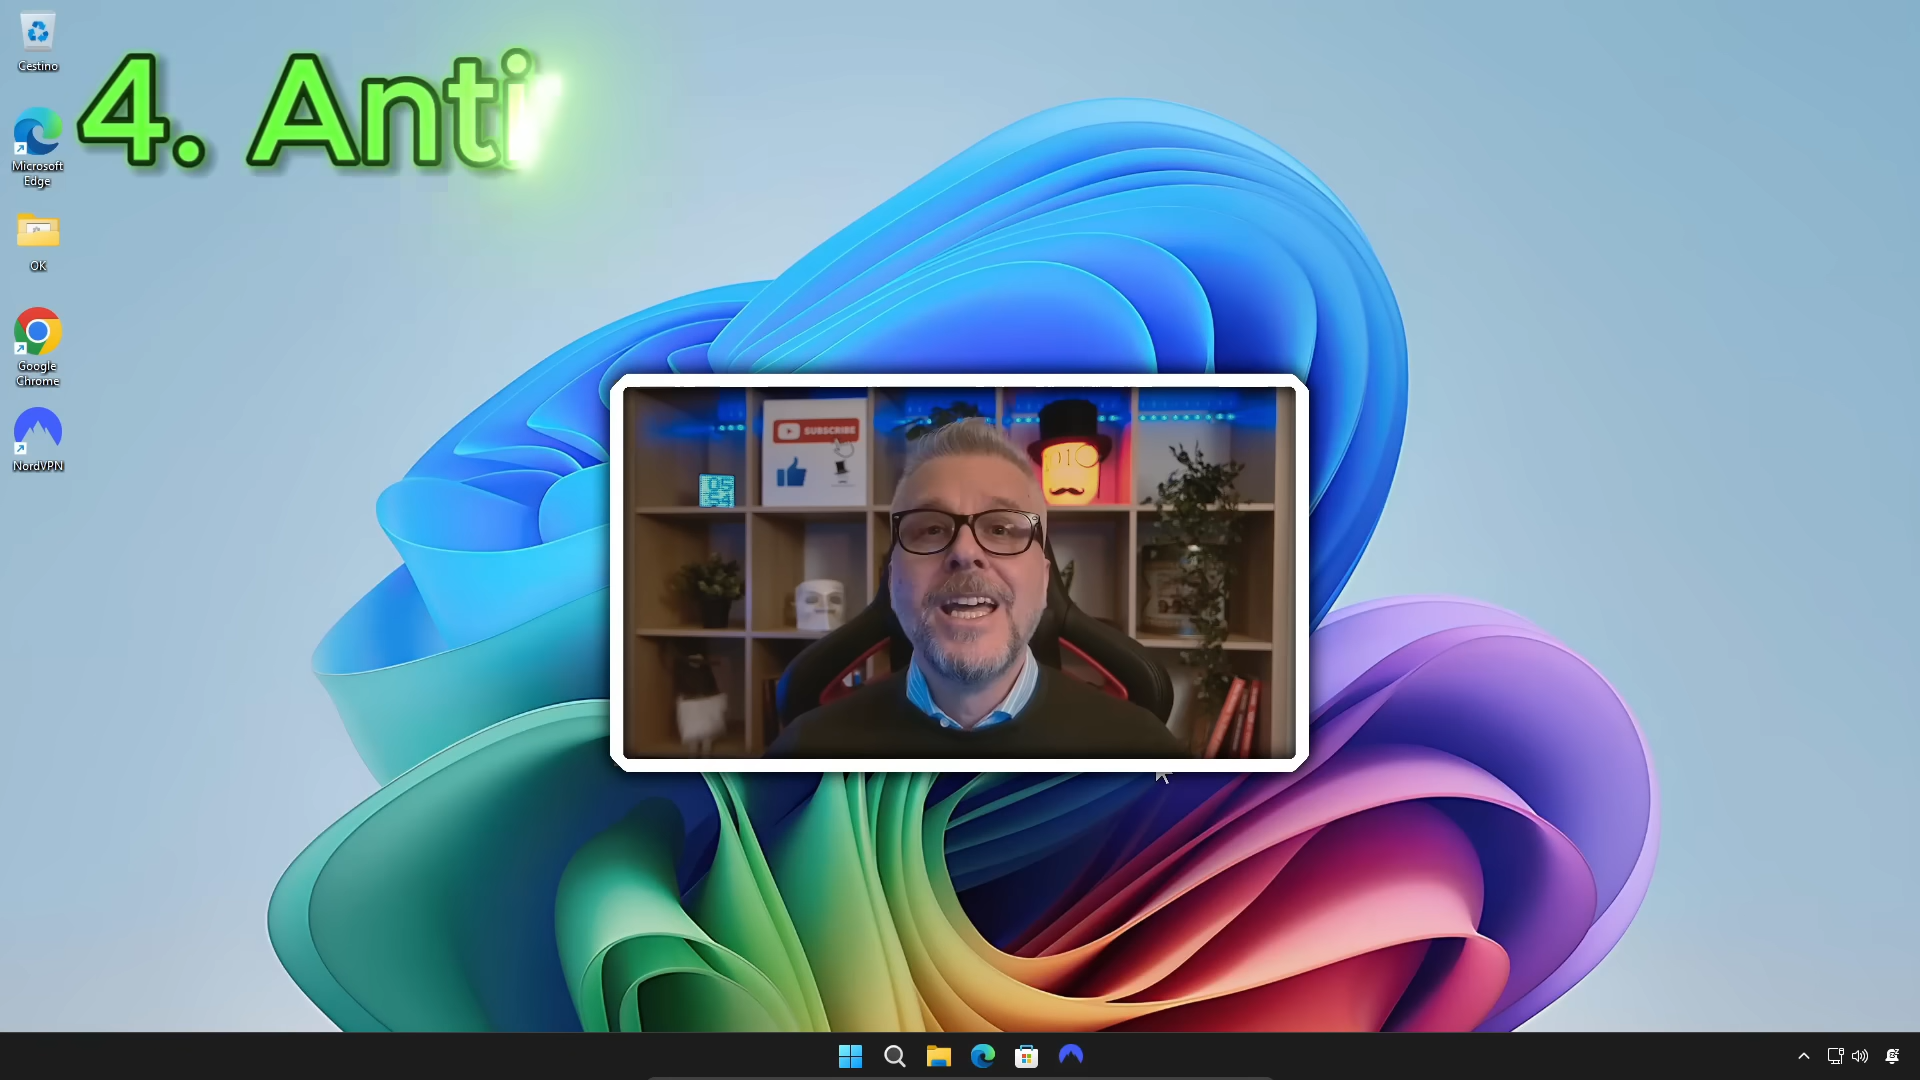 Cestino
4. Anti
Microsoft
Edge
OK
Google
Chrome
NordVPN
SUBSCRIBE